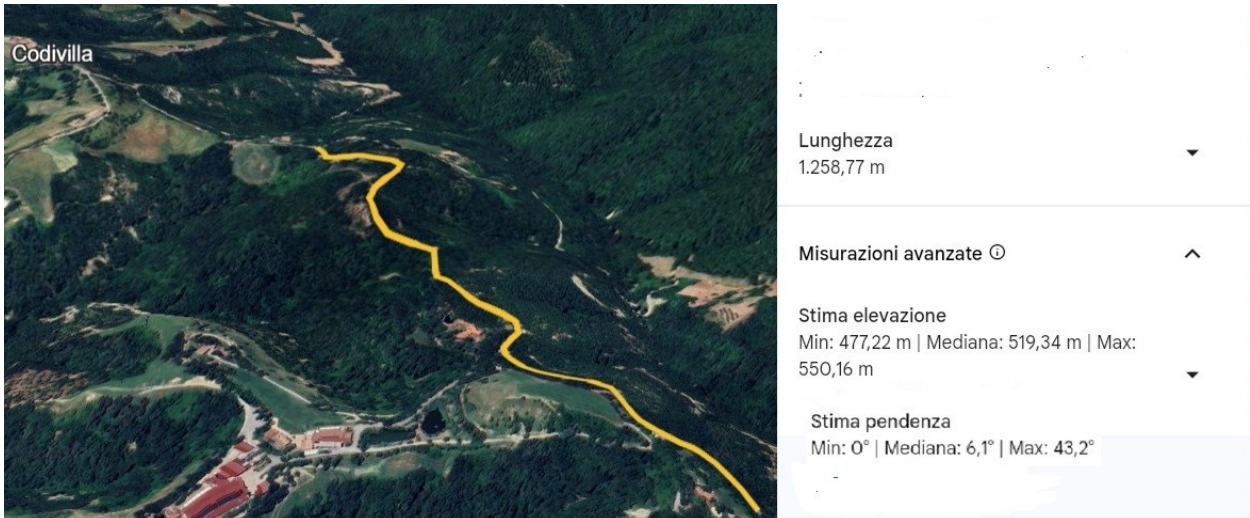 Codivilla
Lunghezza
1.258,77 m
Misurazioni avanzate
Stima elevazione
Min: 477,22 m | Mediana: 519,34 m | Max:
550,16 m
Stima pendenza
Min: 0° | Mediana: 6,1° | Max: 43,2°